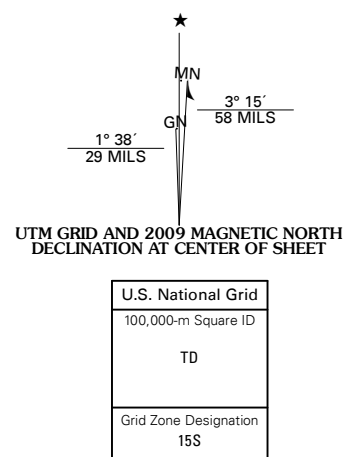 ★
MN
3° 15´
58 MILS
GN
1° 38´
29 MILS
UTM GRID AND 2009 MAGNETIC NORTH
DECLINATION AT CENTER OF SHEET
U.S. National Grid
100,000-m Square ID
TD
Grid Zone Designation
15S